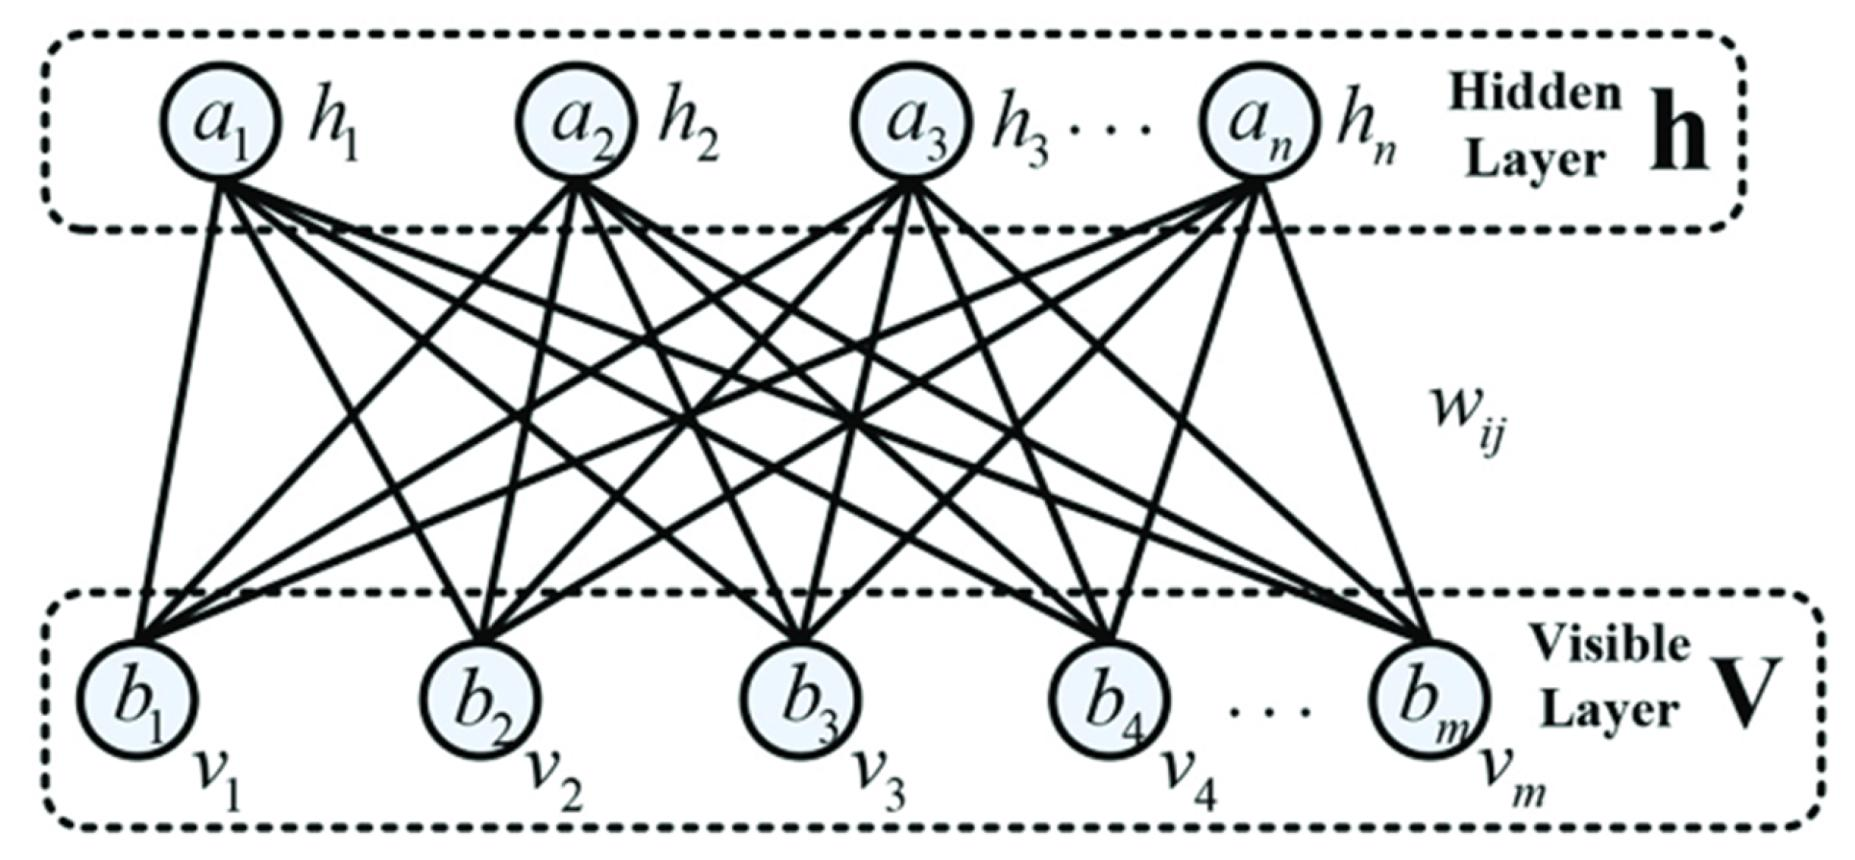 a₁ h₁ a₂ h₂ a₃ h₃ ··· aₙ hₙ Hidden Layer h
w_ij
b₁ b₂ b₃ b₄ ··· bₘ Visible Layer V
v₁ v₂ v₃ v₄ vₘ